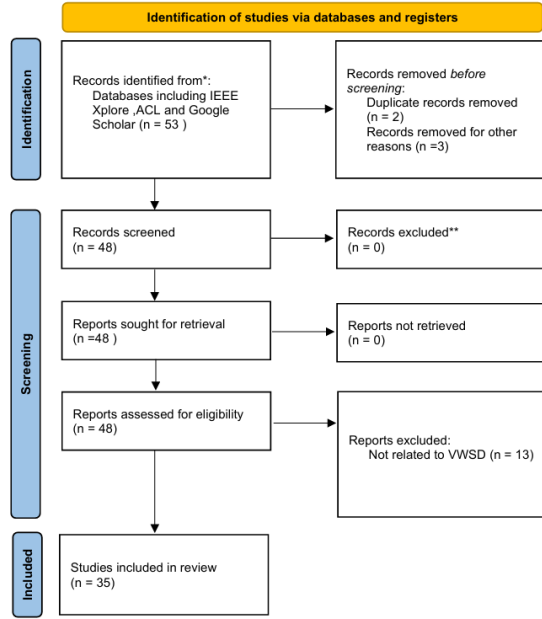 Identification of studies via databases and registers
Identification
Records identified from*:
Databases including IEEE
Xplore ,ACL and Google
Scholar (n = 53 )
Records removed before
screening:
Duplicate records removed
(n = 2)
Records removed for other
reasons (n =3)
Screening
Records screened
(n = 48)
Records excluded**
(n = 0)
Reports sought for retrieval
(n =48 )
Reports not retrieved
(n = 0)
Reports assessed for eligibility
(n = 48)
Reports excluded:
Not related to VWSD (n = 13)
Included
Studies included in review
(n = 35)